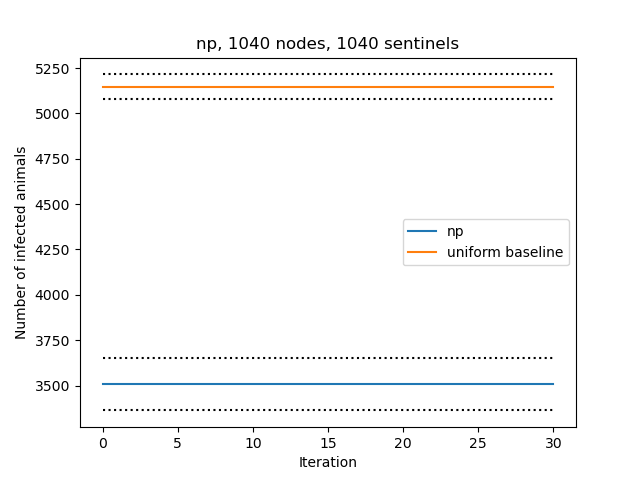 np, 1040 nodes, 1040 sentinels
Number of infected animals
5250
5000
4750
4500
4250
4000
3750
3500
np
uniform baseline
0 5 10 15 20 25 30
Iteration